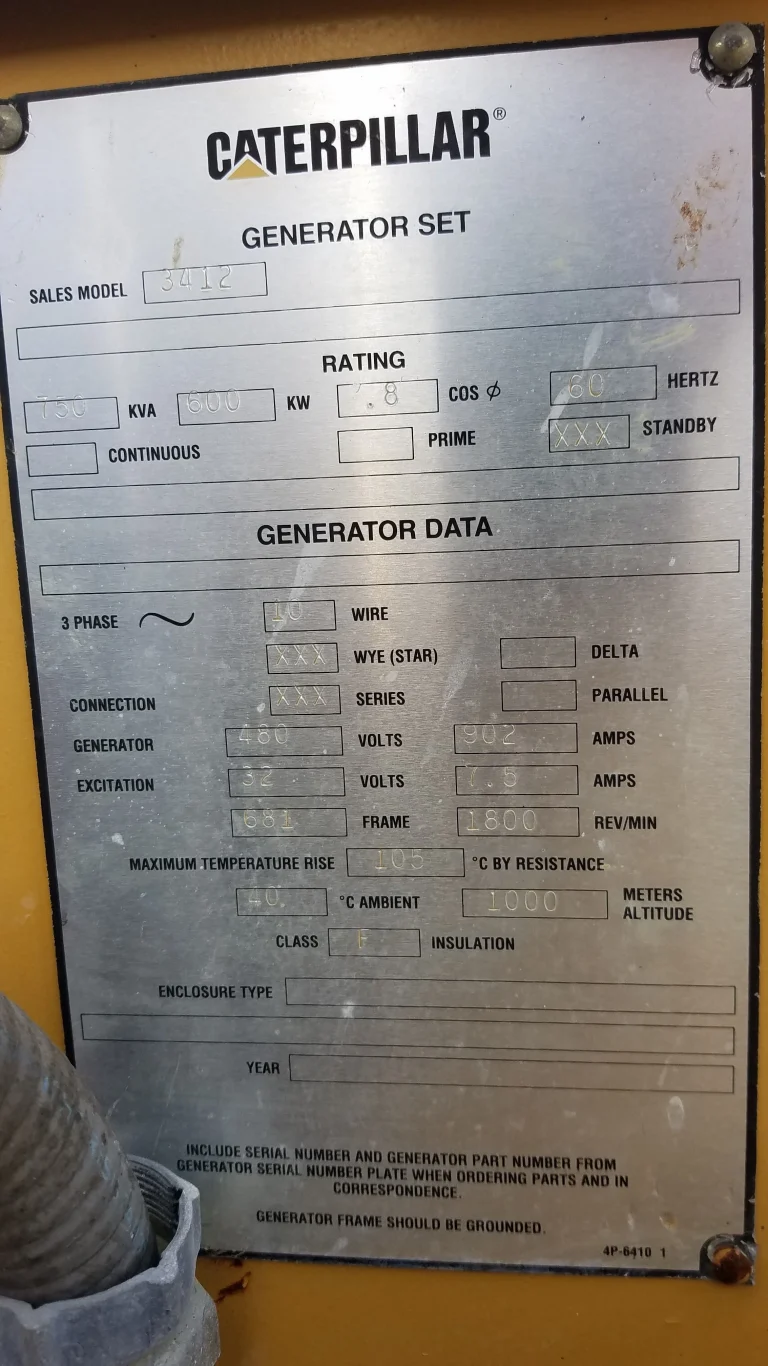 CATERPILLAR®
GENERATOR SET
SALES MODEL 3412
RATING
750 KVA 600 KW .8 COS ϕ 60 HERTZ
CONTINUOUS PRIME XXX STANDBY
GENERATOR DATA
3 PHASE ~ 10 WIRE
XXX WYE (STAR) DELTA
CONNECTION XXX SERIES PARALLEL
GENERATOR 480 VOLTS 902 AMPS
EXCITATION 32 VOLTS 7.5 AMPS
681 FRAME 1800 REV/MIN
MAXIMUM TEMPERATURE RISE 105 °C BY RESISTANCE
40 °C AMBIENT 1000 METERS ALTITUDE
CLASS F INSULATION
ENCLOSURE TYPE
YEAR
INCLUDE SERIAL NUMBER AND GENERATOR PART NUMBER FROM
GENERATOR SERIAL NUMBER PLATE WHEN ORDERING PARTS AND IN
CORRESPONDENCE.
GENERATOR FRAME SHOULD BE GROUNDED.
4P-6410 1